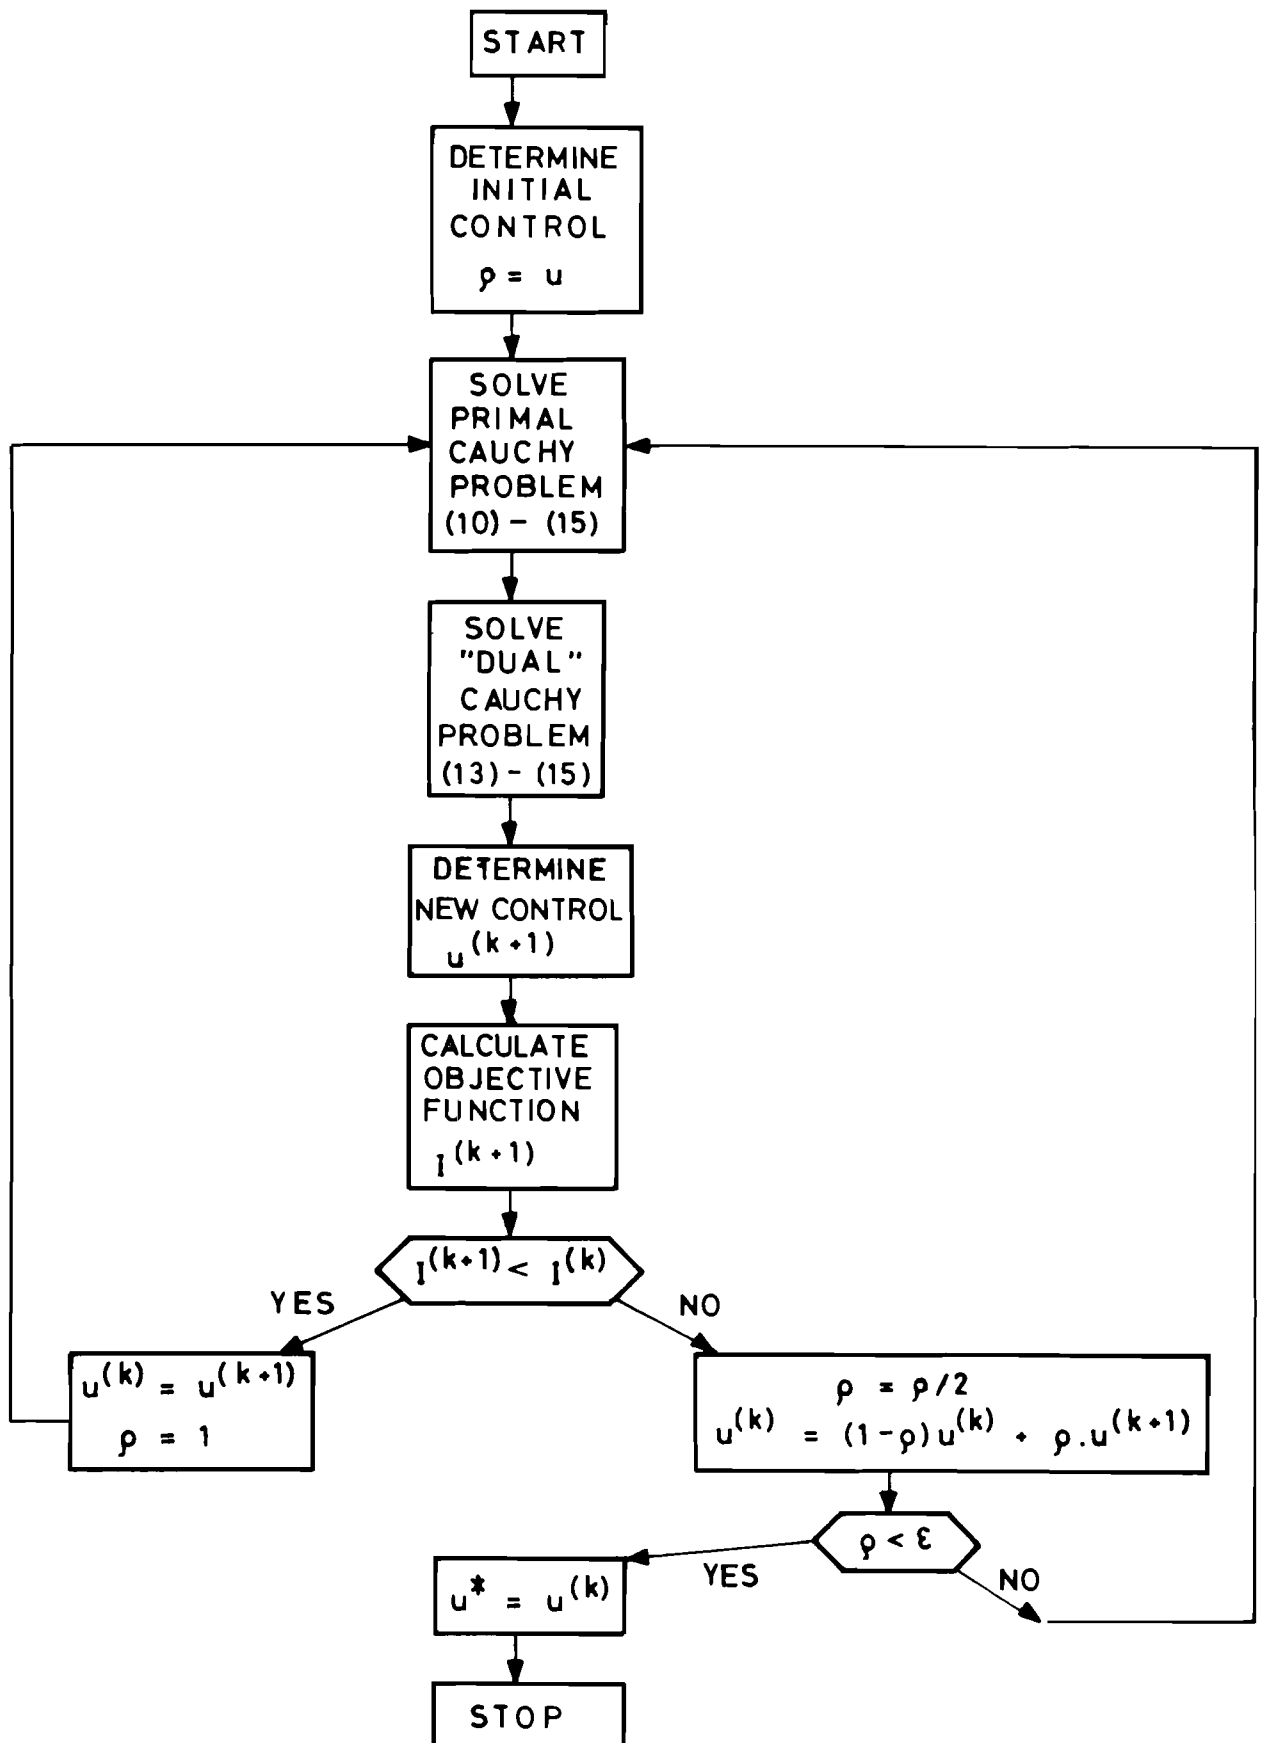 START
DETERMINE
INITIAL
CONTROL
ρ = u
SOLVE
PRIMAL
CAUCHY
PROBLEM
(10) - (15)
SOLVE
"DUAL"
CAUCHY
PROBLEM
(13) - (15)
DETERMINE
NEW CONTROL
u^(k+1)
CALCULATE
OBJECTIVE
FUNCTION
I^(k+1)
I^(k+1) < I^(k)
YES
NO
u^(k) = u^(k+1)
ρ = 1
ρ = ρ/2
u^(k) = (1-ρ)u^(k) + ρ.u^(k+1)
ρ < ε
YES
NO
u* = u^(k)
STOP